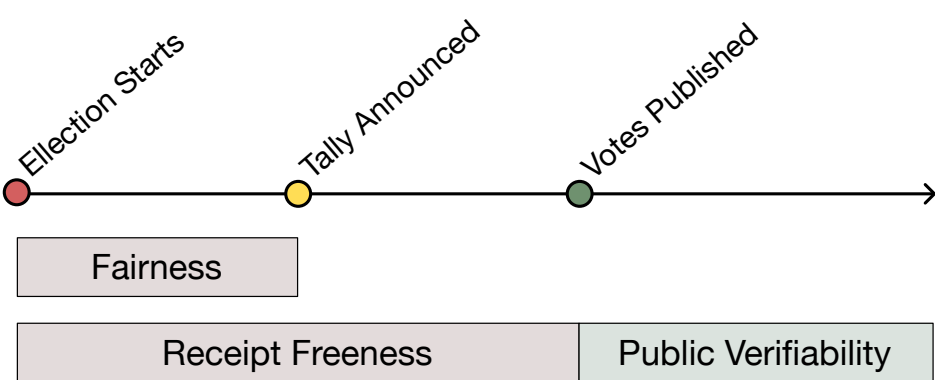 Ellection Starts
Tally Announced
Votes Published
Fairness
Receipt Freeness
Public Verifiability